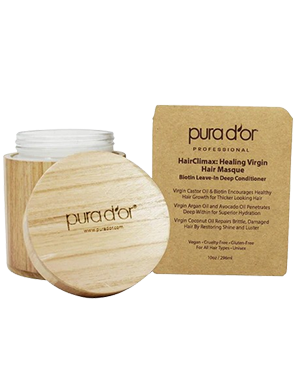 pura d'or
www.purador.com
pura d'or
PROFESSIONAL
HairClimax: Healing Virgin
Hair Masque
Biotin Leave-In Deep Conditioner
Virgin Castor Oil & Biotin Encourages Healthy
Hair Growth for Thicker Looking Hair
Virgin Argan Oil and Avocado Oil Penetrates
Deep Within for Superior Hydration
Virgin Coconut Oil Repairs Brittle, Damaged
Hair By Restoring Shine and Luster
Vegan • Cruelty-Free • Gluten-Free
For All Hair Types • Unisex
10oz / 296ml